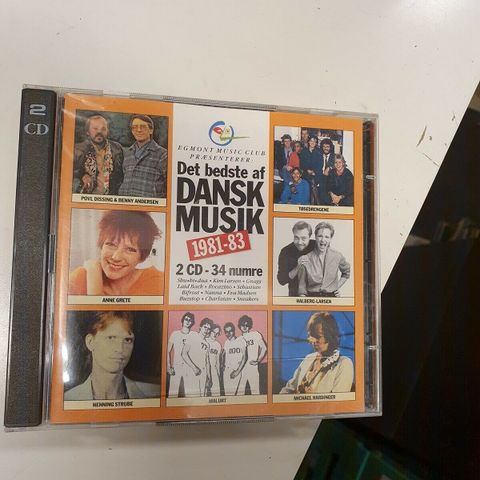 2
CD
EGMONT MUSIC CLUB
PRÆSENTERER:
Det bedste af
DANSK
MUSIK
1981-83
2 CD - 34 numre
Shu•bi•dua • Kim Larsen • Gnags
Laid Back • Rocazino • Sebastian
Bifrost • Nanna • Fru Madsen
Buzstop • Charlatan • Sneakers
POVL DISSING & BENNY ANDERSEN
TØSEDRENGENE
ANNE GRETE
HALBERG-LARSEN
HENNING STÆRK
MALURT
MICHAEL HARDINGER